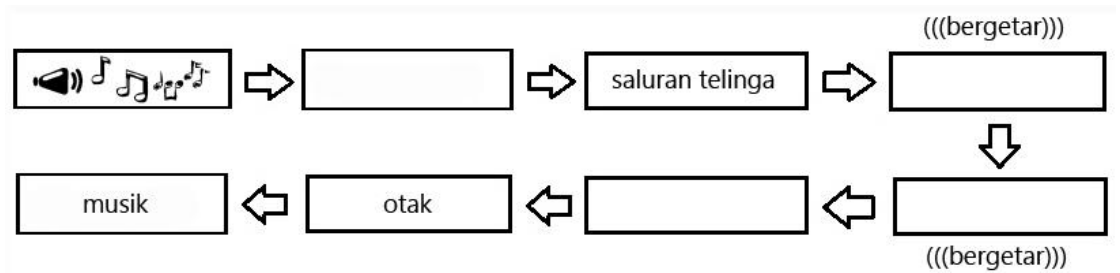 (((bergetar)))
saluran telinga
musik
otak
(((bergetar)))